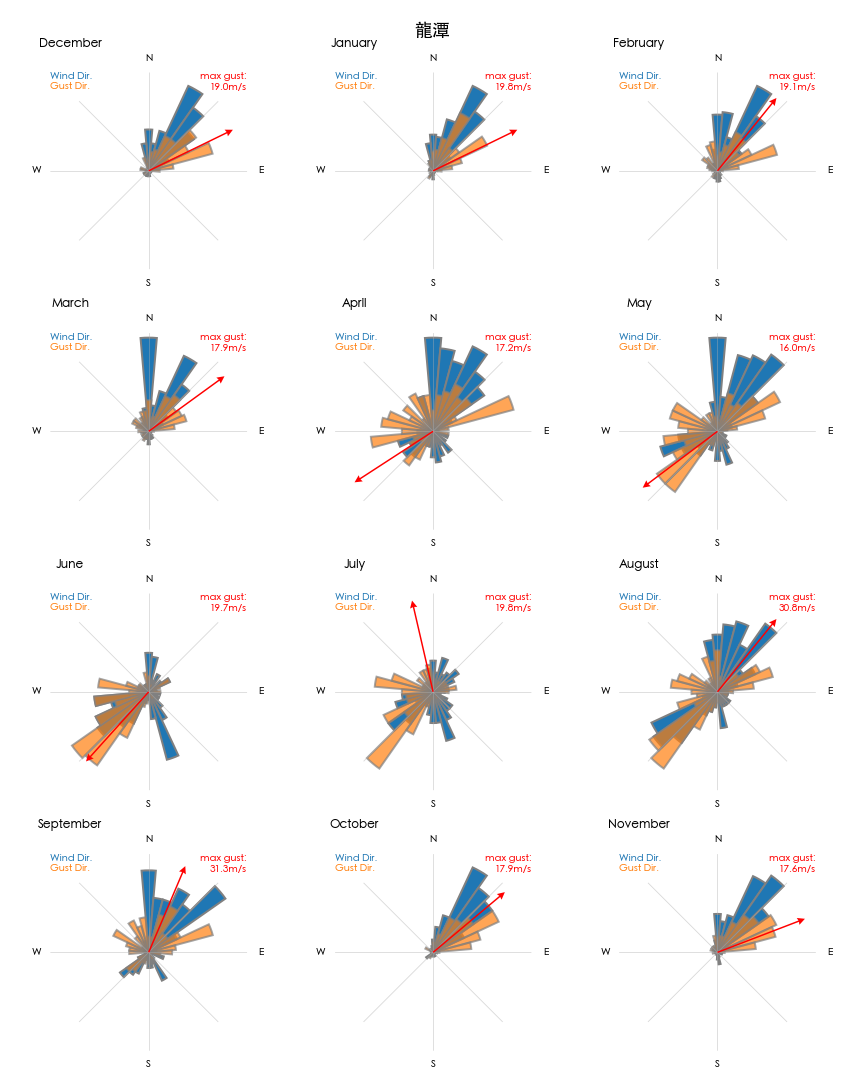 龍潭
December
N
Wind Dir.
Gust Dir.
max gust:
19.0m/s
W
E
S
January
N
Wind Dir.
Gust Dir.
max gust:
19.8m/s
W
E
S
February
N
Wind Dir.
Gust Dir.
max gust:
19.1m/s
W
E
S
March
N
Wind Dir.
Gust Dir.
max gust:
17.9m/s
W
E
S
April
N
Wind Dir.
Gust Dir.
max gust:
17.2m/s
W
E
S
May
N
Wind Dir.
Gust Dir.
max gust:
16.0m/s
W
E
S
June
N
Wind Dir.
Gust Dir.
max gust:
19.7m/s
W
E
S
July
N
Wind Dir.
Gust Dir.
max gust:
19.8m/s
W
E
S
August
N
Wind Dir.
Gust Dir.
max gust:
30.8m/s
W
E
S
September
N
Wind Dir.
Gust Dir.
max gust:
31.3m/s
W
E
S
October
N
Wind Dir.
Gust Dir.
max gust:
17.9m/s
W
E
S
November
N
Wind Dir.
Gust Dir.
max gust:
17.6m/s
W
E
S